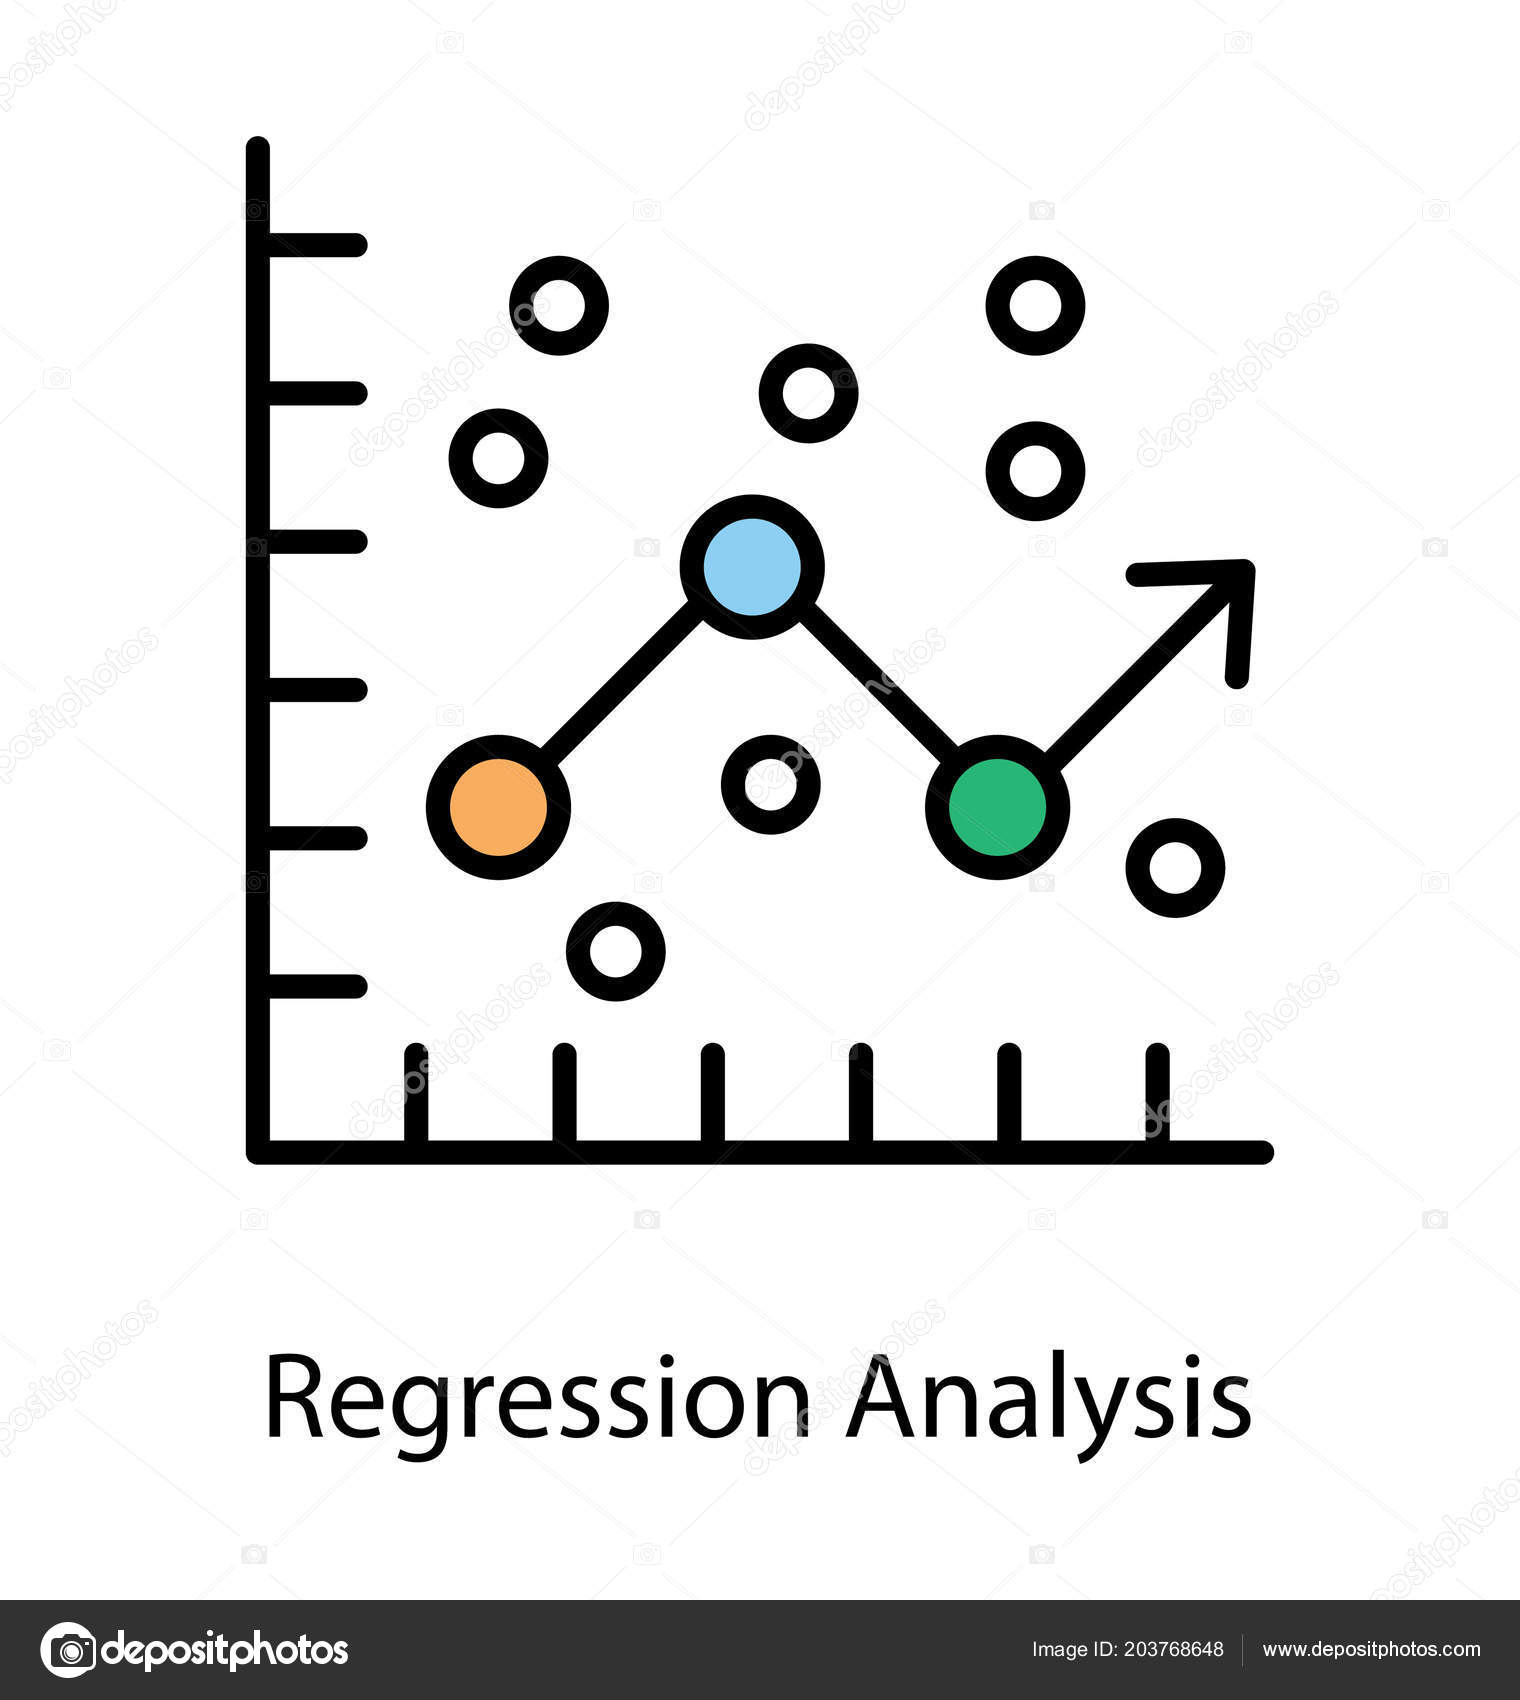 Regression Analysis
depositphotos
Image ID: 203768648
www.depositphotos.com